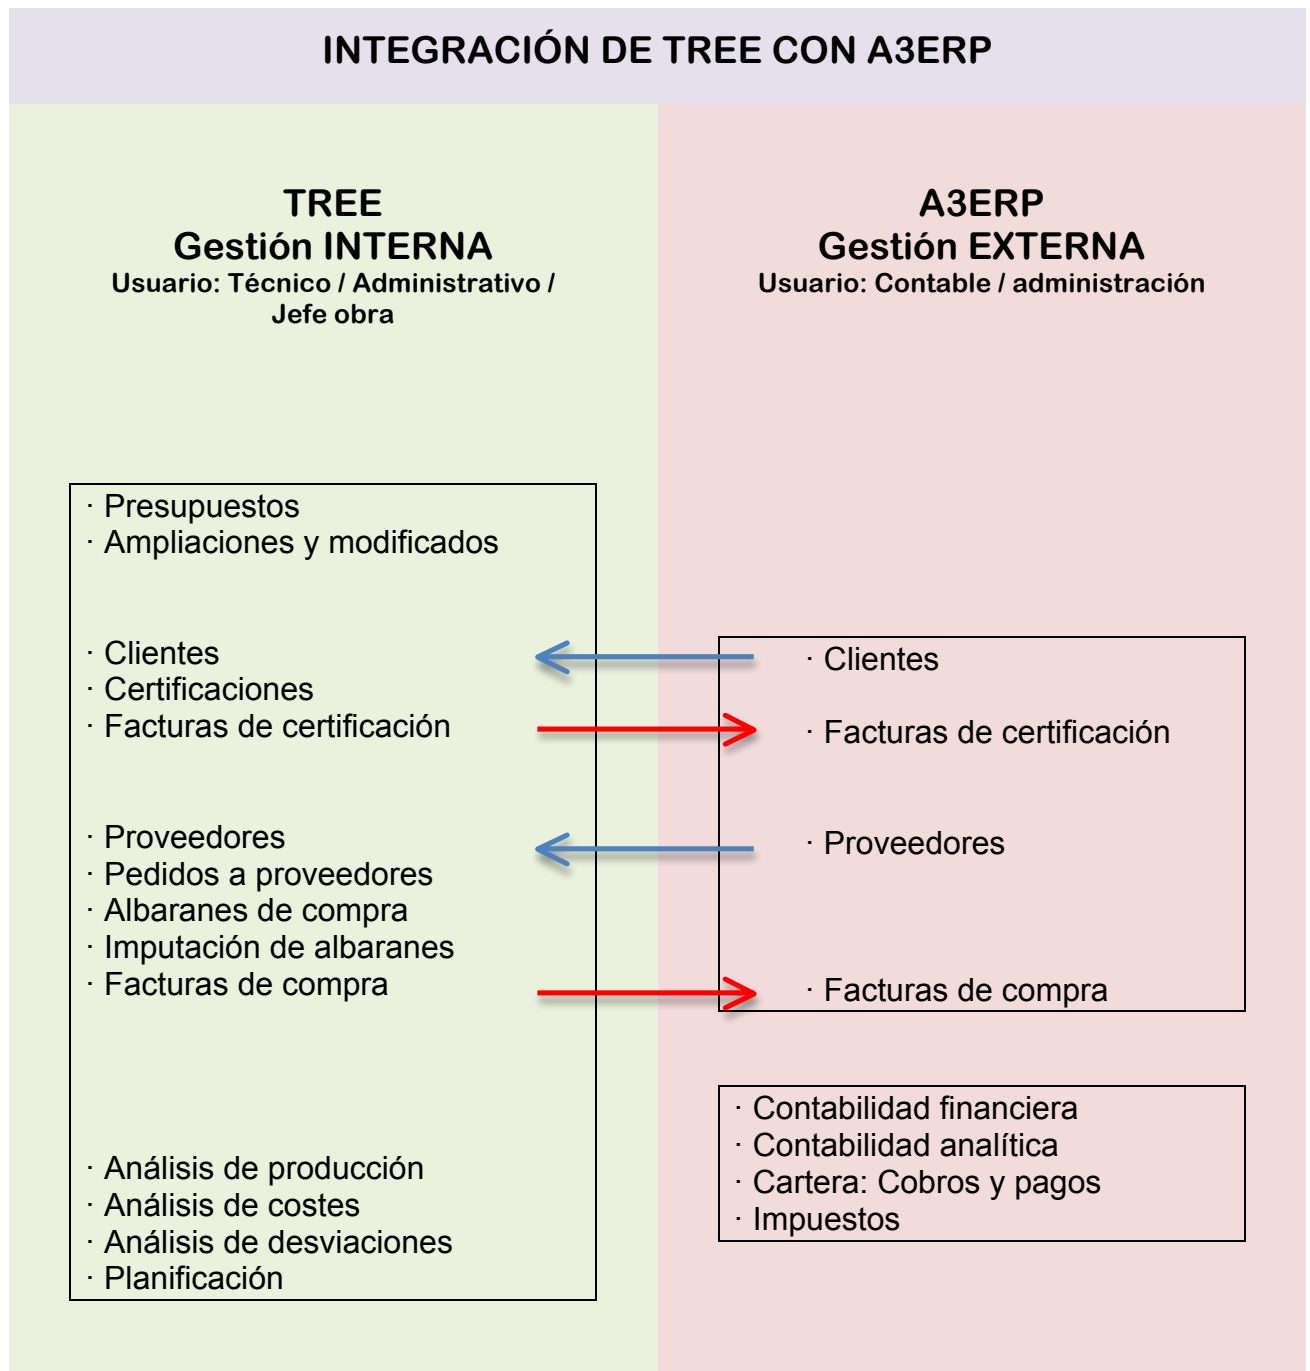 INTEGRACIÓN DE TREE CON A3ERP
TREE
Gestión INTERNA
Usuario: Técnico / Administrativo /
Jefe obra
· Presupuestos
· Ampliaciones y modificados
· Clientes
· Certificaciones
· Facturas de certificación
· Proveedores
· Pedidos a proveedores
· Albaranes de compra
· Imputación de albaranes
· Facturas de compra
· Análisis de producción
· Análisis de costes
· Análisis de desviaciones
· Planificación
A3ERP
Gestión EXTERNA
Usuario: Contable / administración
· Clientes
· Facturas de certificación
· Proveedores
· Facturas de compra
· Contabilidad financiera
· Contabilidad analítica
· Cartera: Cobros y pagos
· Impuestos